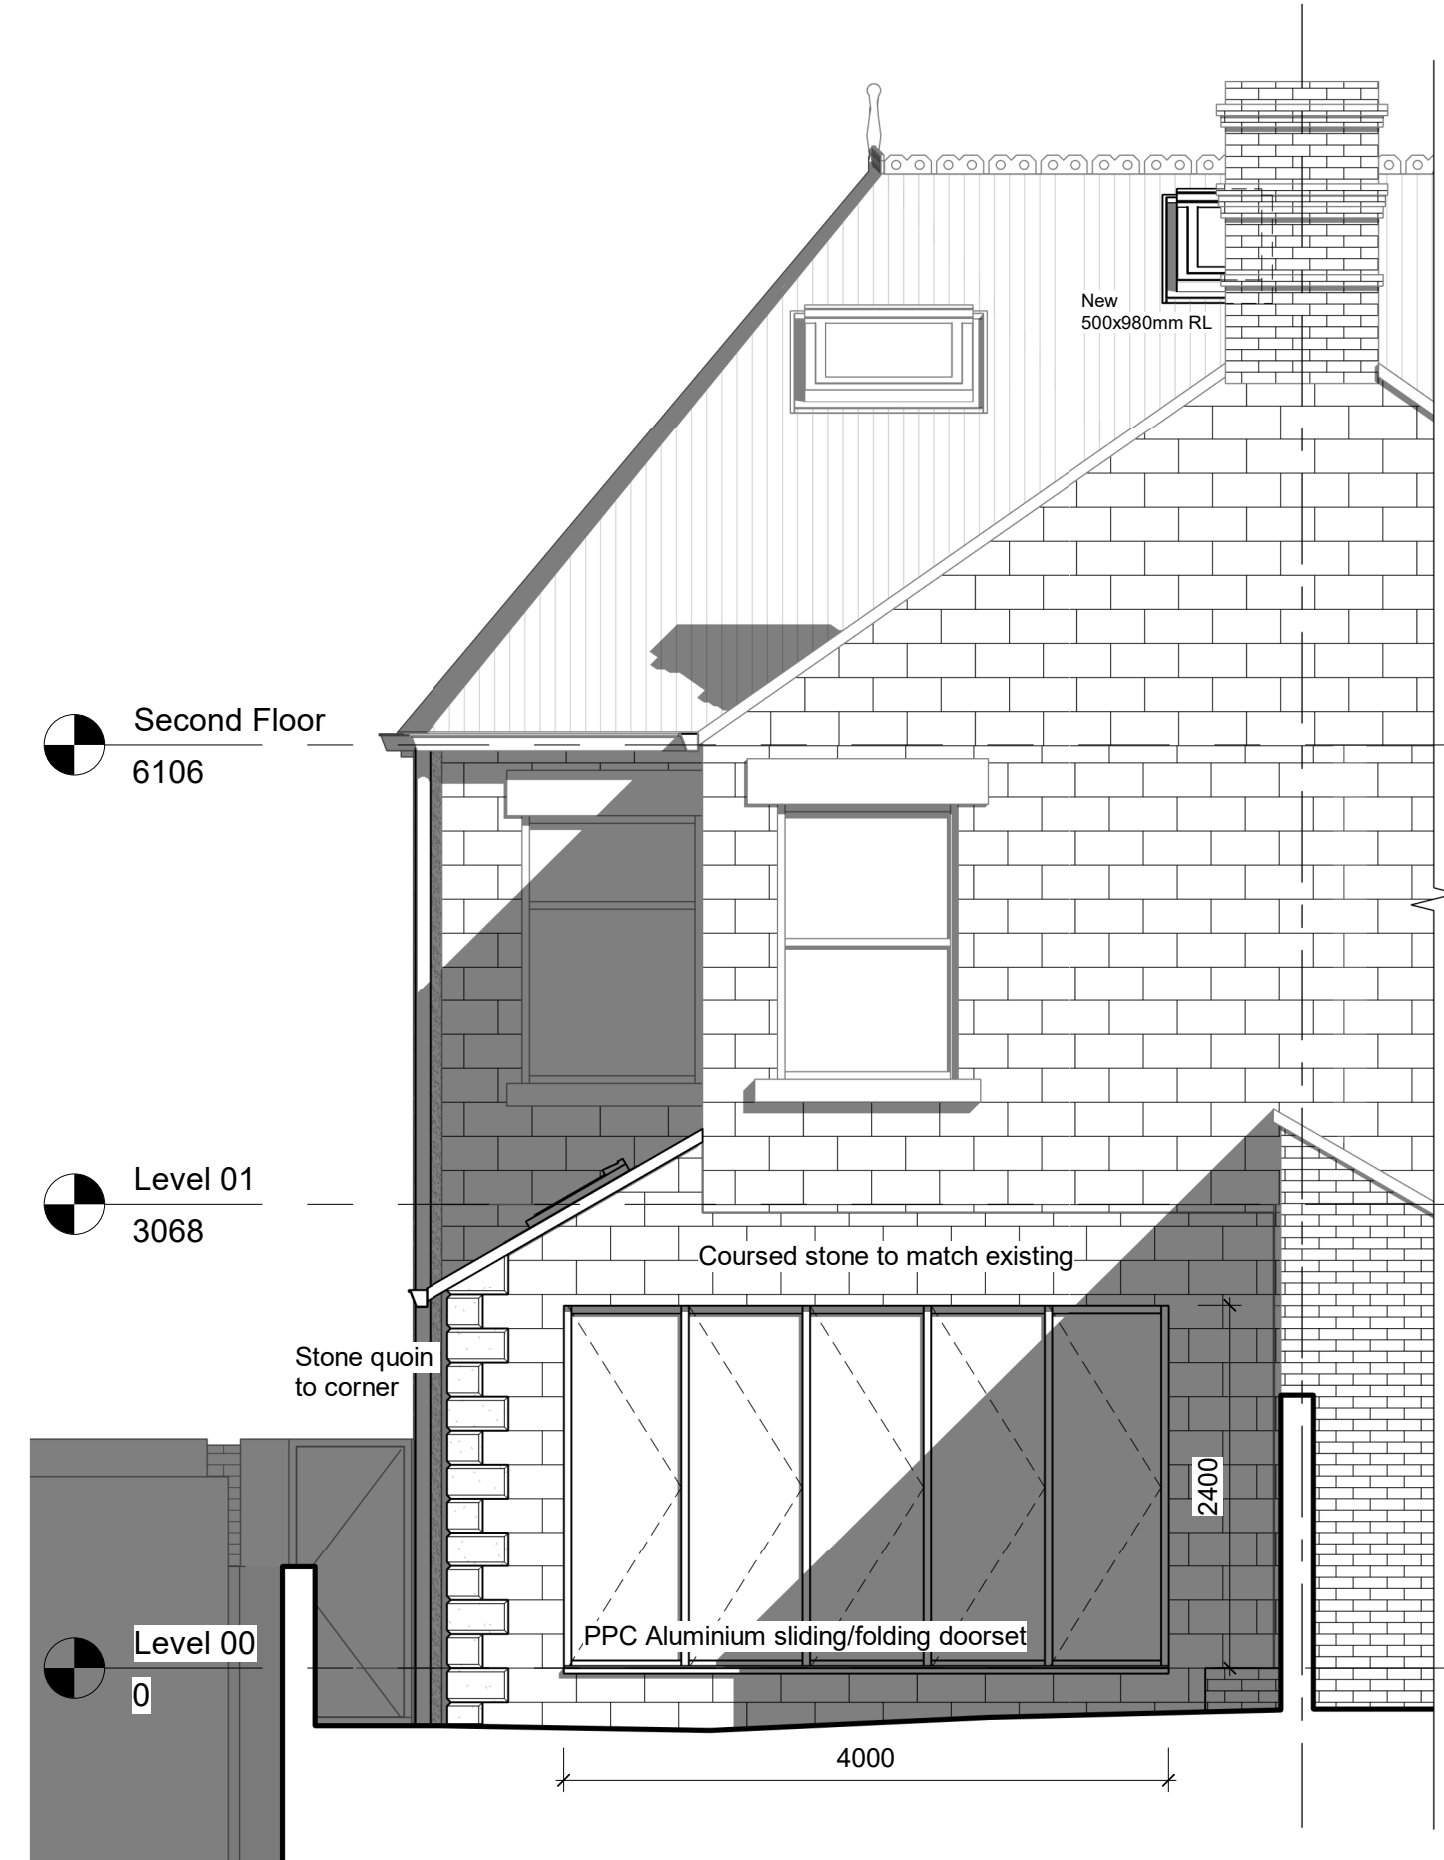 New
500x980mm RL
Second Floor
6106
Level 01
3068
Coursed stone to match existing
Stone quoin
to corner
2400
PPC Aluminium sliding/folding doorset
Level 00
0
4000